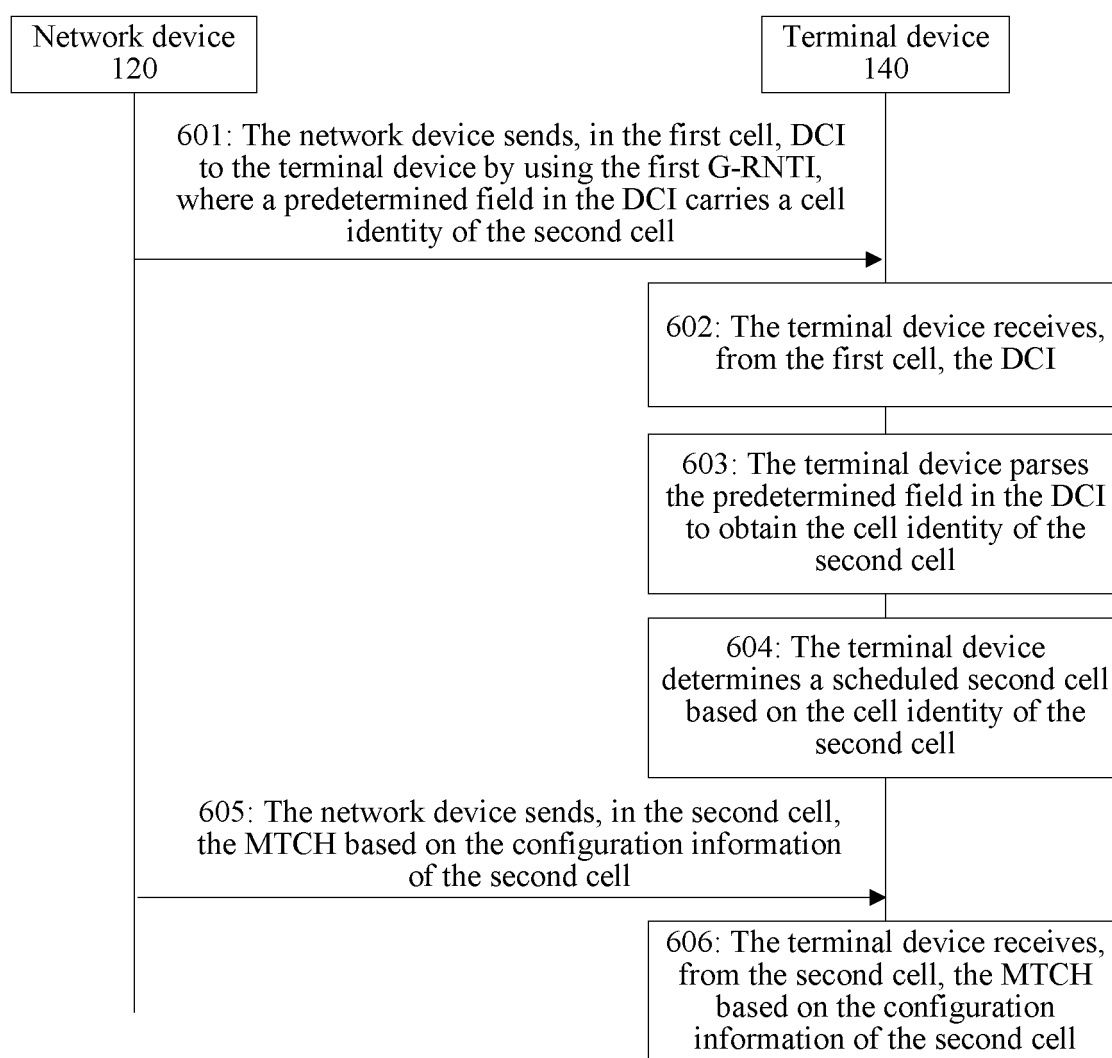 Network device
120
Terminal device
140
601: The network device sends, in the first cell, DCI
to the terminal device by using the first G-RNTI,
where a predetermined field in the DCI carries a cell
identity of the second cell
602: The terminal device receives,
from the first cell, the DCI
603: The terminal device parses
the predetermined field in the DCI
to obtain the cell identity of the
second cell
604: The terminal device
determines a scheduled second cell
based on the cell identity of the
second cell
605: The network device sends, in the second cell,
the MTCH based on the configuration information
of the second cell
606: The terminal device receives,
from the second cell, the MTCH
based on the configuration
information of the second cell